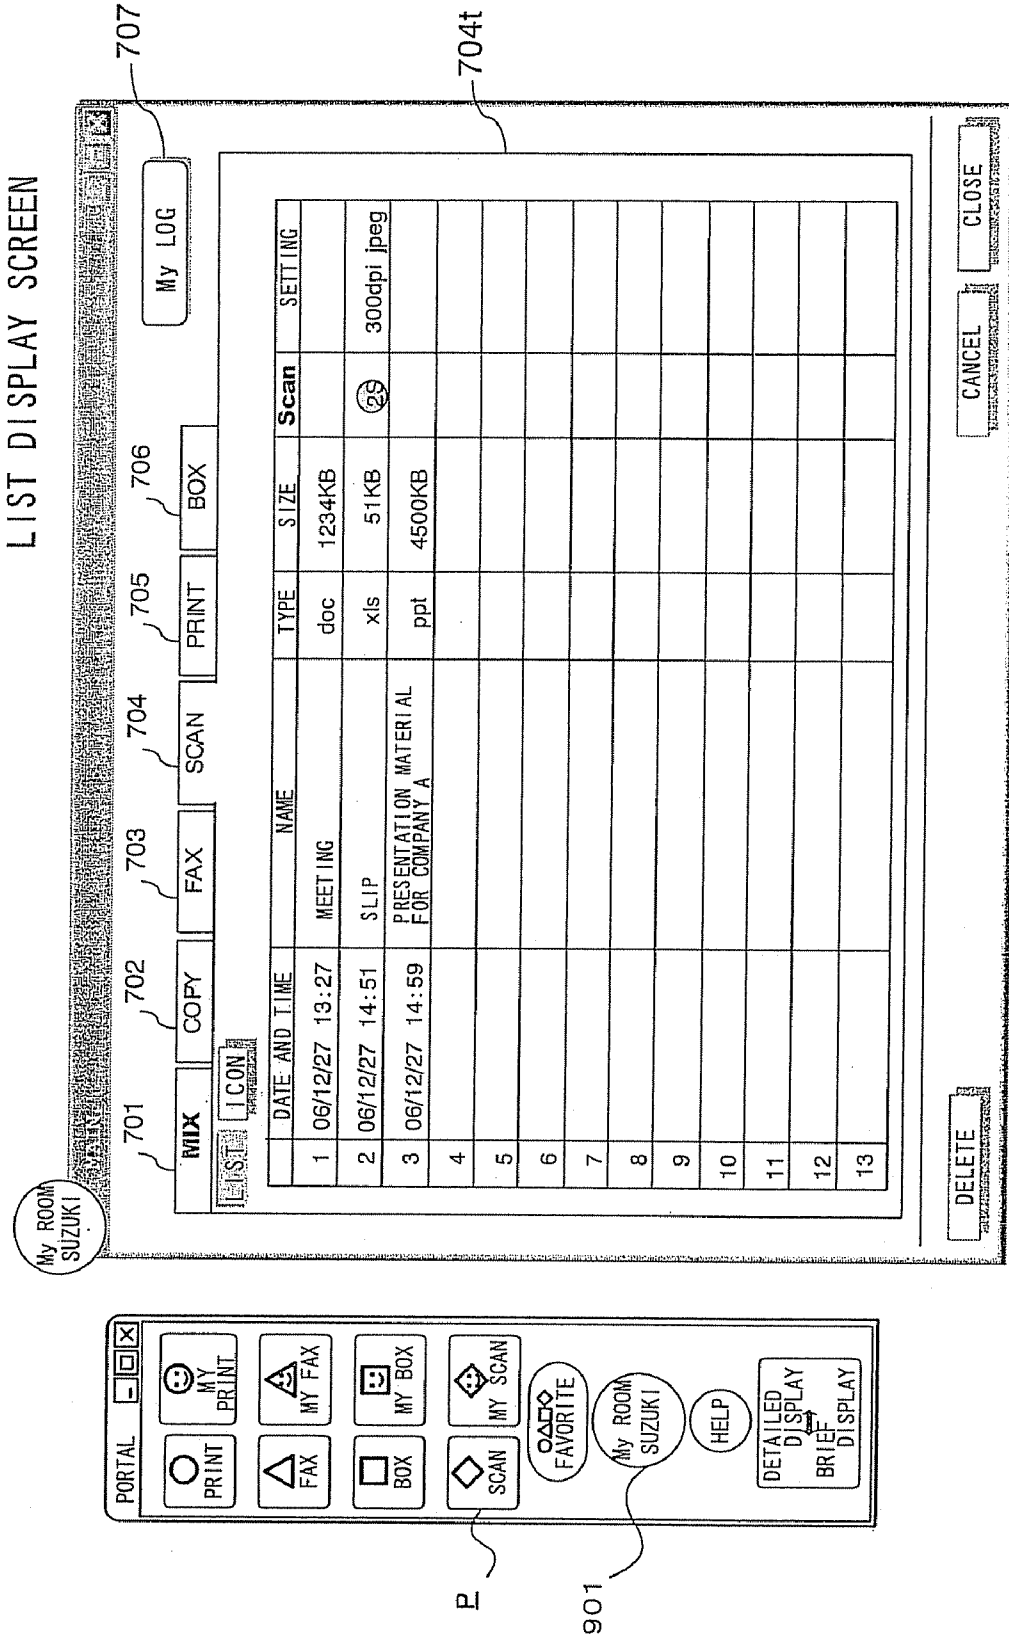 LIST DISPLAY SCREEN
My ROOM
SUZUKI
701
702
703
704
705
706
707
MIX
COPY
FAX
SCAN
PRINT
BOX
My LOG
704t
LIST
ICON
DATE AND TIME NAME TYPE SIZE Scan SETTING
1 06/12/27 13:27 MEETING doc 1234KB
2 06/12/27 14:51 SLIP xls 51KB 2S 300dpi jpeg
3 06/12/27 14:59 PRESENTATION MATERIAL
FOR COMPANY A ppt 4500KB
4
5
6
7
8
9
10
11
12
13
DELETE
CANCEL
CLOSE
PORTAL
PRINT
MY
PRINT
FAX
MY FAX
BOX
MY BOX
SCAN
MY SCAN
FAVORITE
My ROOM
SUZUKI
HELP
DETAILED
DISPLAY
BRIEF
DISPLAY
P
901